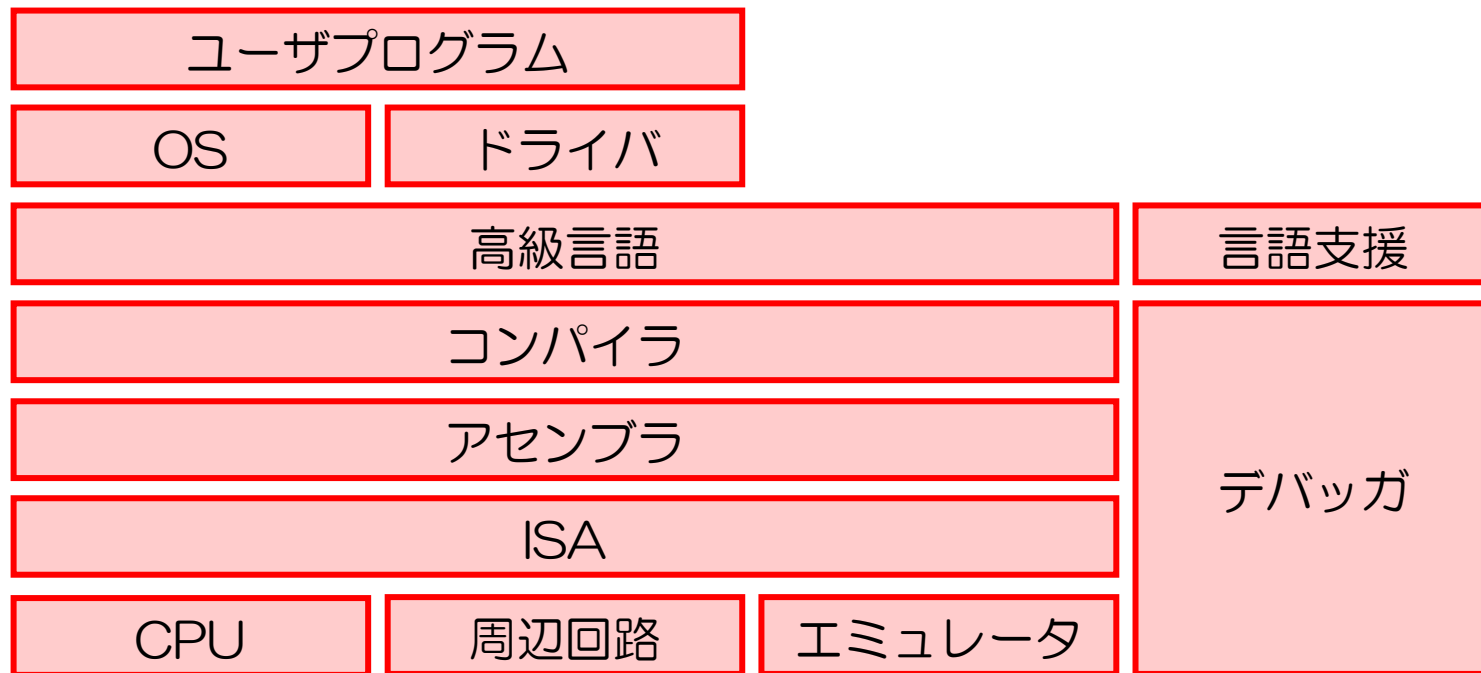 ユーザプログラム
OS
ドライバ
高級言語
言語支援
コンパイラ
アセンブラ
デバッガ
ISA
CPU
周辺回路
エミュレータ